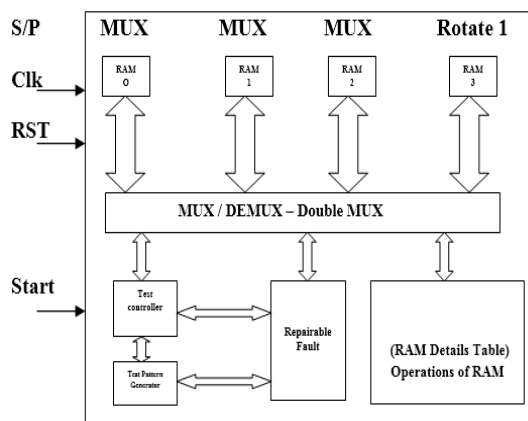 S/P MUX MUX MUX Rotate 1
Clk
RAM
0
RAM
1
RAM
2
RAM
3
RST
MUX / DEMUX – Double MUX
Start
Test
controller
Test Pattern
Generator
Repairable
Fault
(RAM Details Table)
Operations of RAM